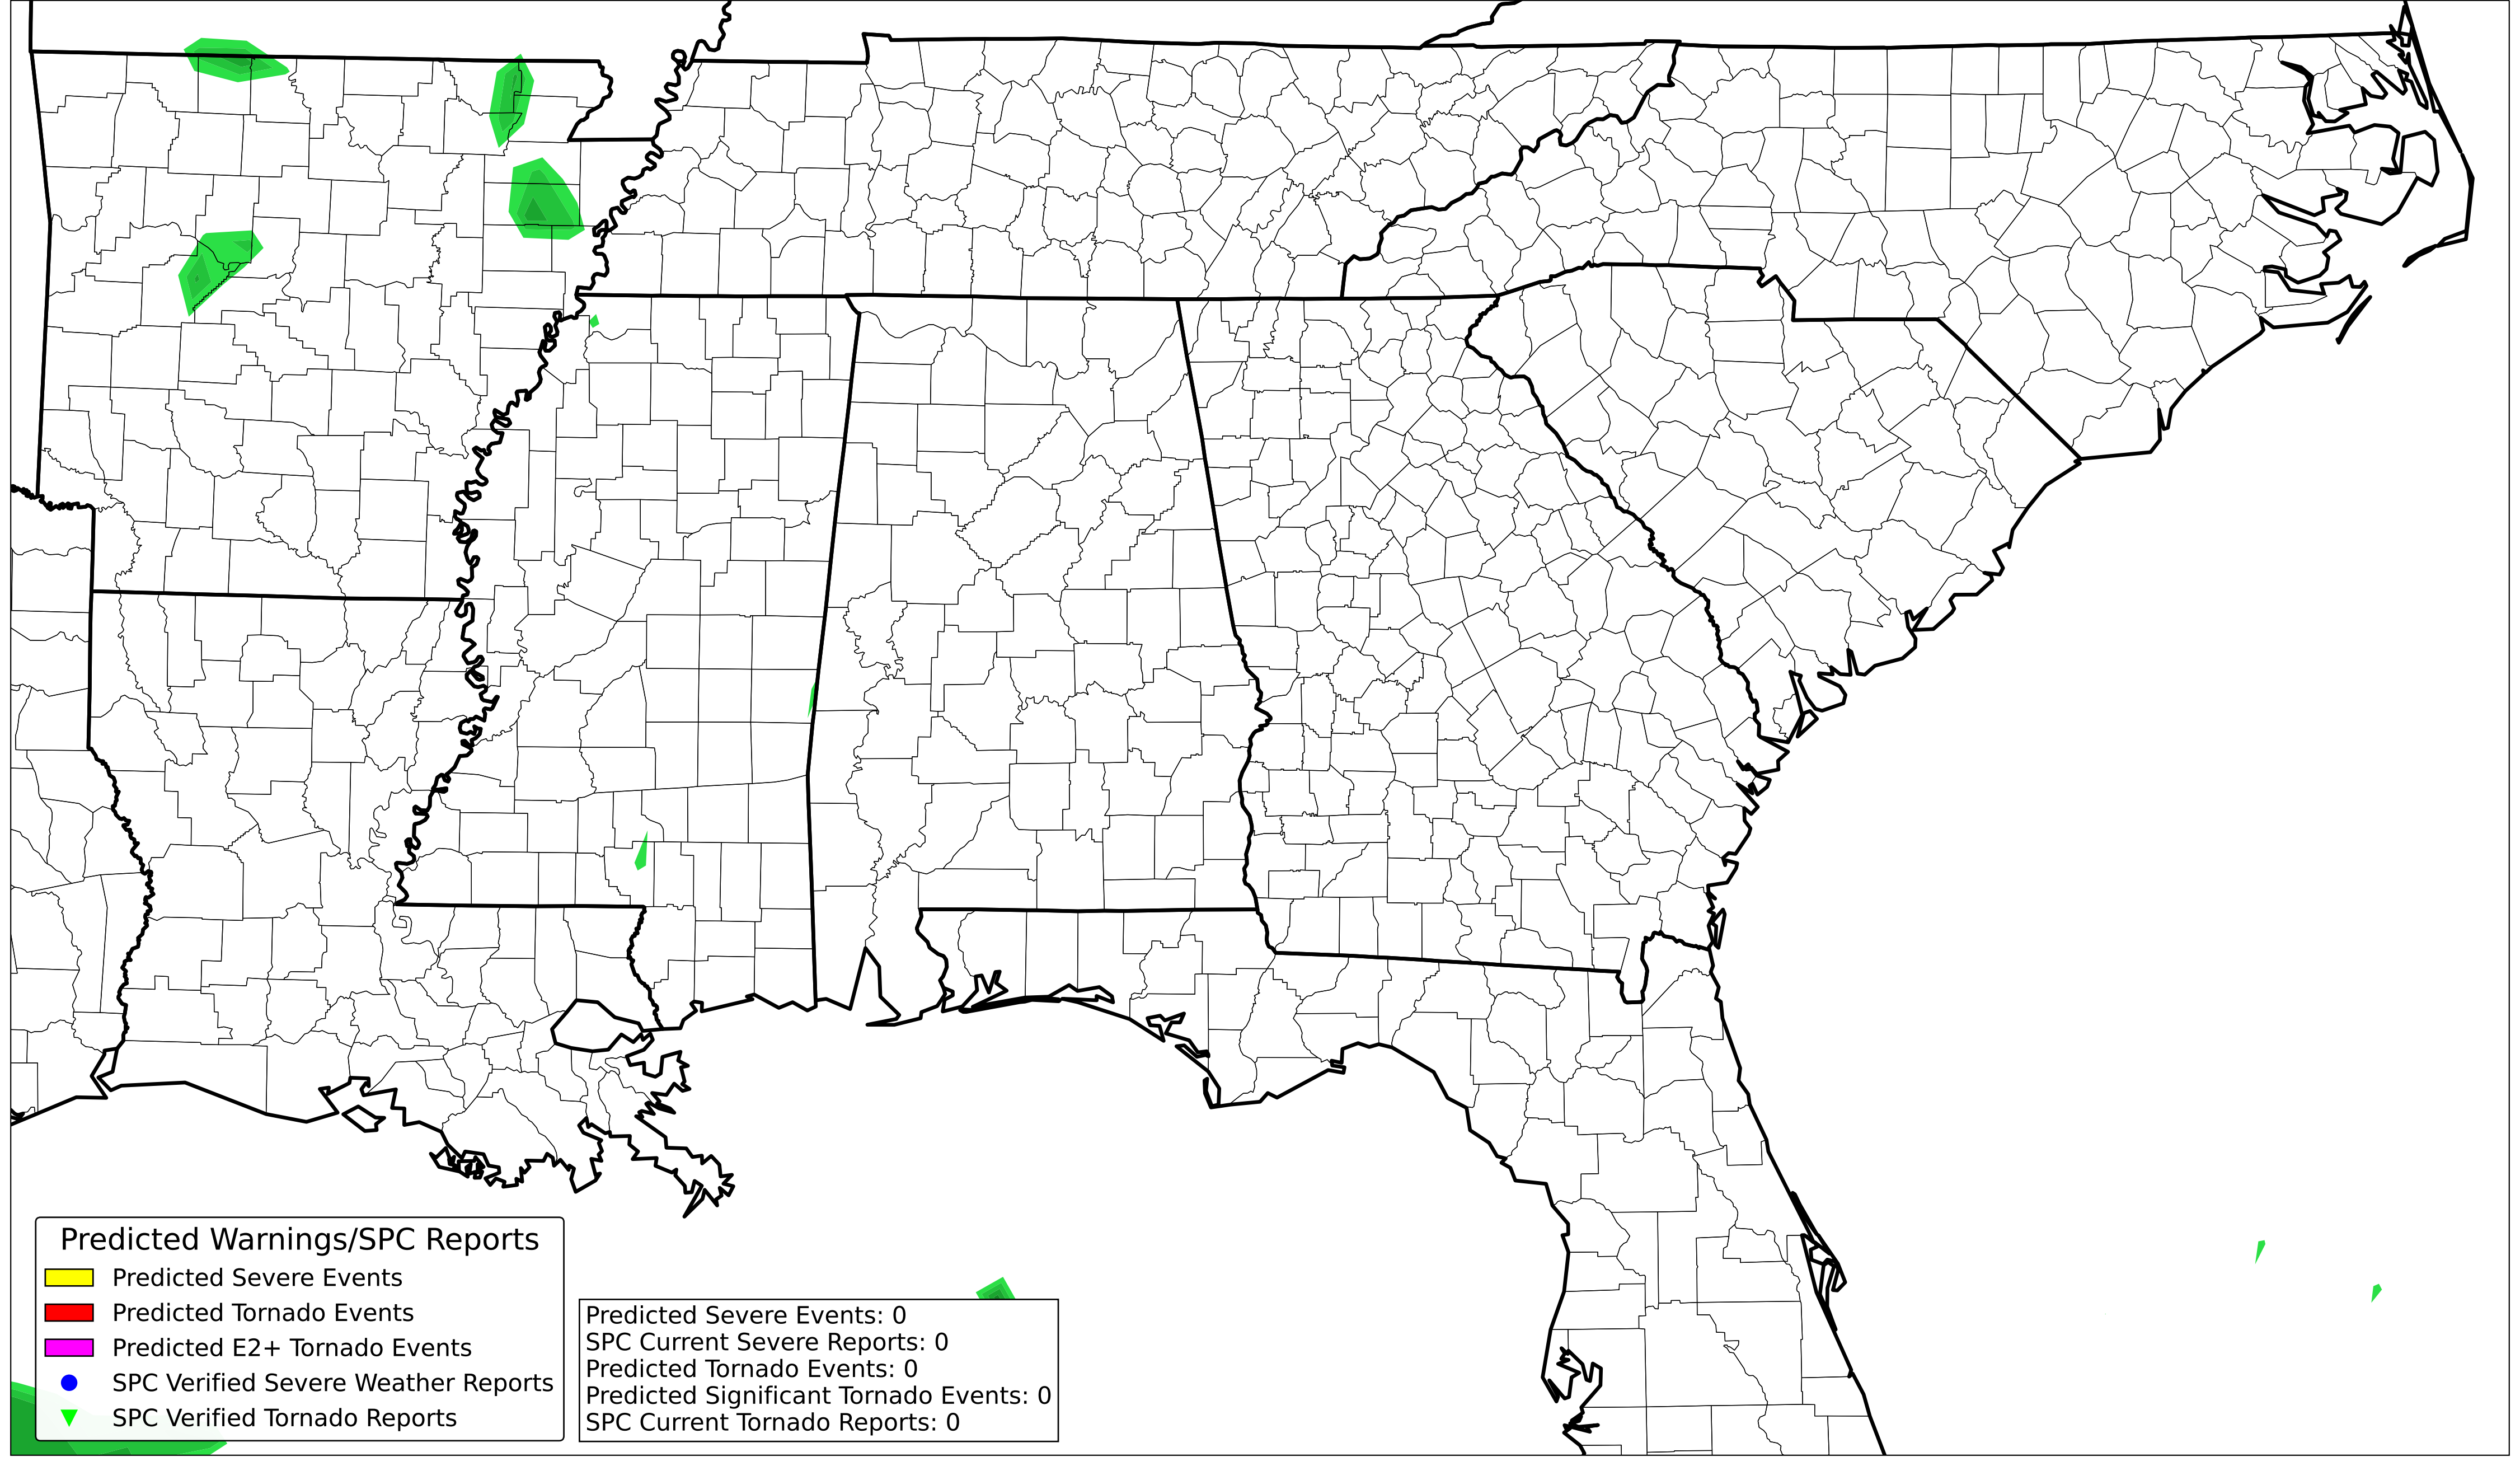 Predicted Warnings/SPC Reports
Predicted Severe Events
Predicted Tornado Events
Predicted E2+ Tornado Events
SPC Verified Severe Weather Reports
SPC Verified Tornado Reports
Predicted Severe Events: 0
SPC Current Severe Reports: 0
Predicted Tornado Events: 0
Predicted Significant Tornado Events: 0
SPC Current Tornado Reports: 0